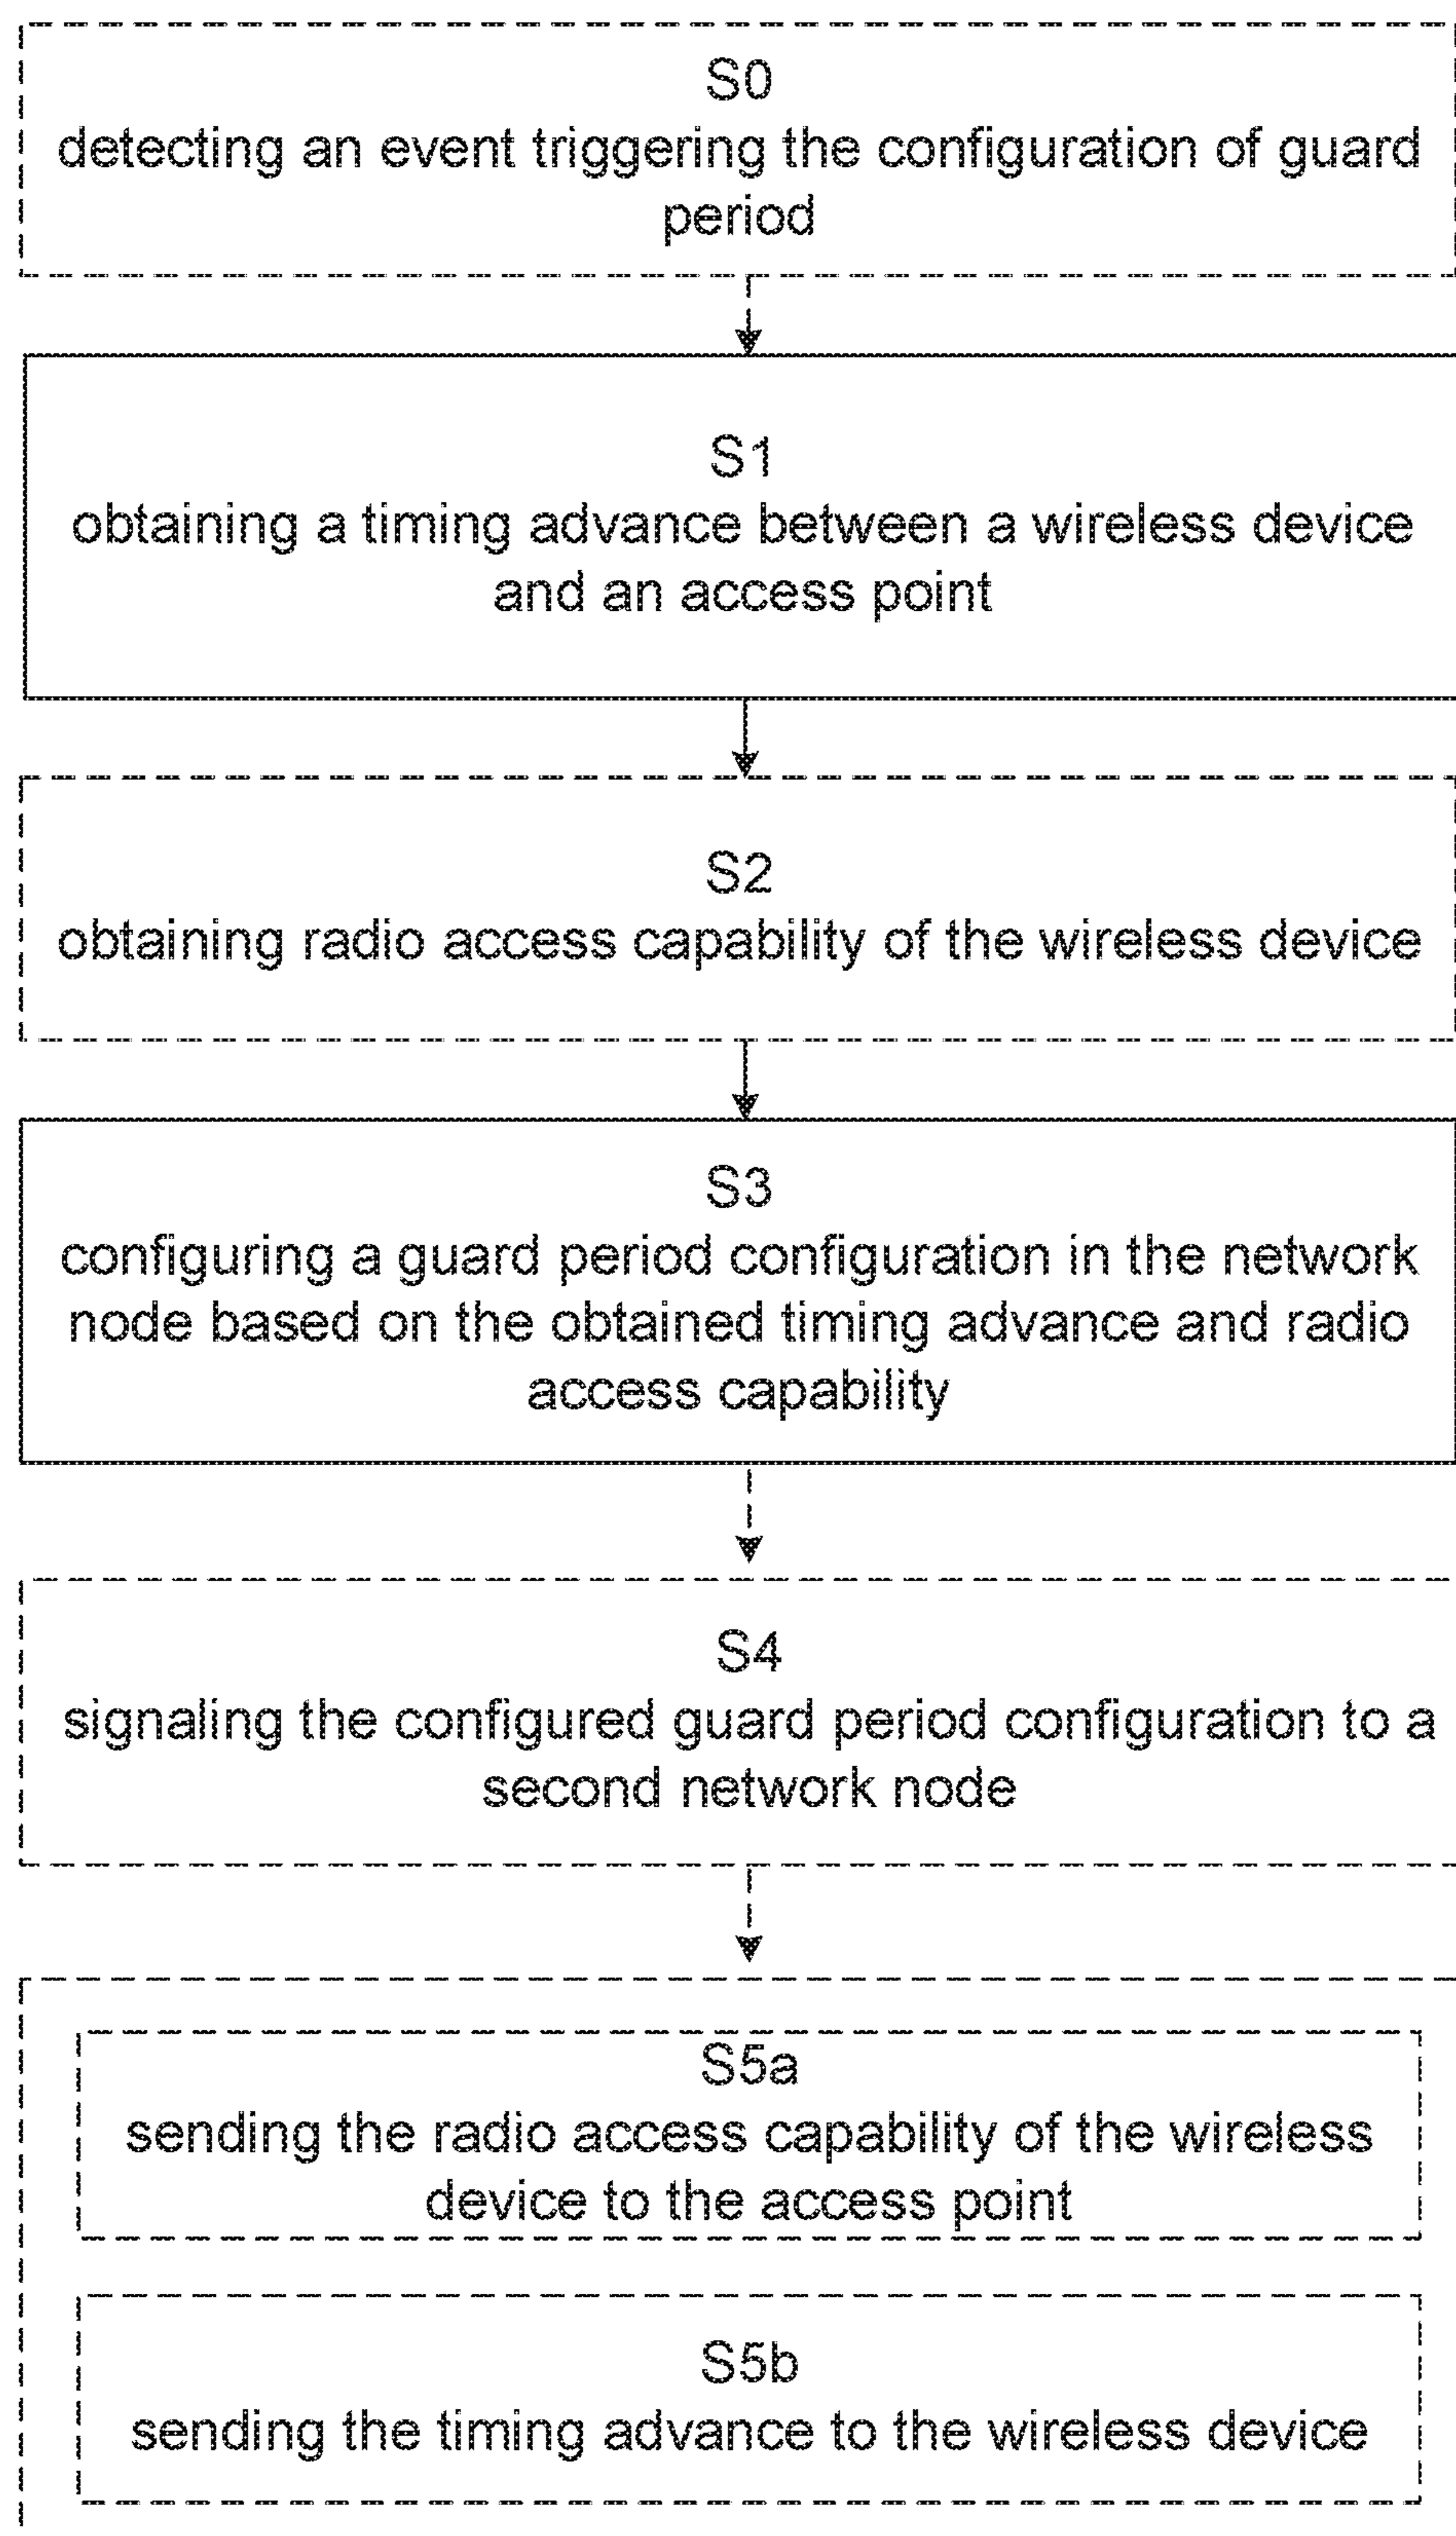 S0
detecting an event triggering the configuration of guard
period
S1
obtaining a timing advance between a wireless device
and an access point
S2
obtaining radio access capability of the wireless device
S3
configuring a guard period configuration in the network
node based on the obtained timing advance and radio
access capability
S4
signaling the configured guard period configuration to a
second network node
S5a
sending the radio access capability of the wireless
device to the access point
S5b
sending the timing advance to the wireless device